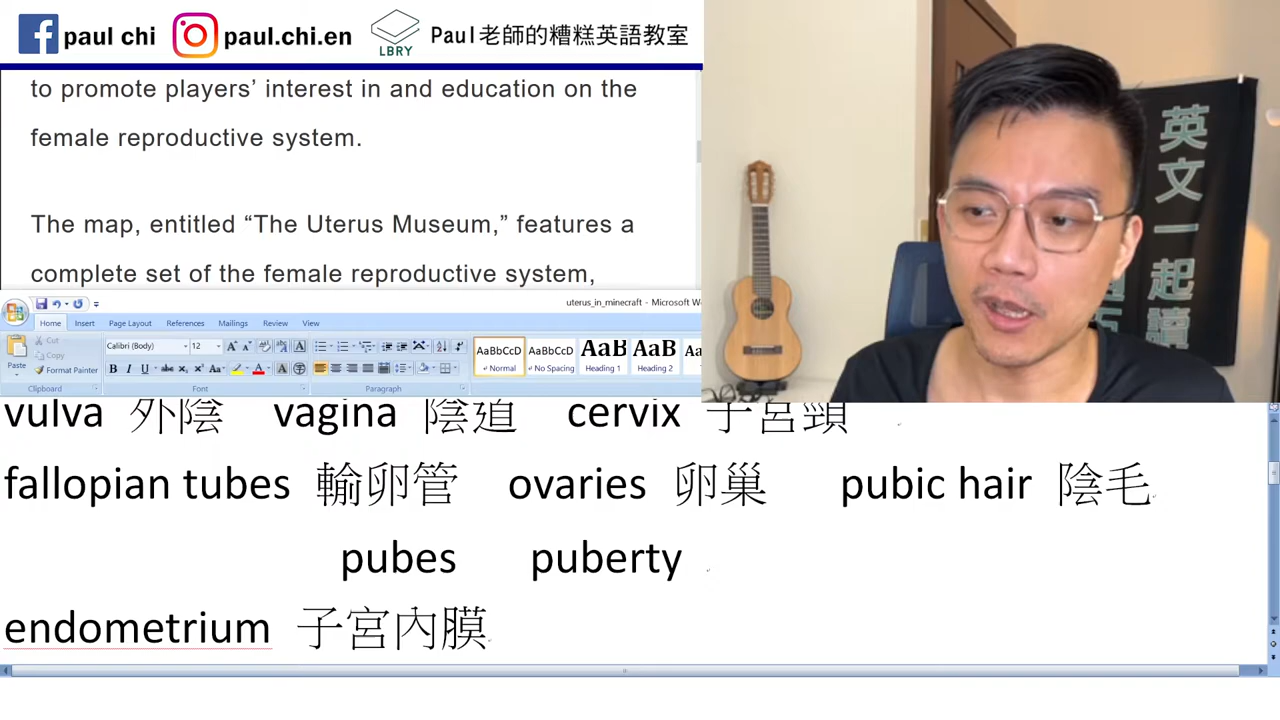 paul chi paul.chi.en LBRY Paul老師的糟糕英語教室
to promote players’ interest in and education on the
female reproductive system.
The map, entitled “The Uterus Museum,” features a
complete set of the female reproductive system,
uterus_in_minecraft - Microsoft Wo
Home Insert Page Layout References Mailings Review View
Cut
Copy
Format Painter
Paste
Calibri (Body) 12
AaBbCcD AaBbCcD AaBb AaBb
Normal No Spacing Heading 1 Heading 2
Clipboard Font Paragraph
vulva 外陰 vagina 陰道 cervix 子宮頸
fallopian tubes 輸卵管 ovaries 卵巢 pubic hair 陰毛
pubes puberty
endometrium 子宮內膜
英文一起讀